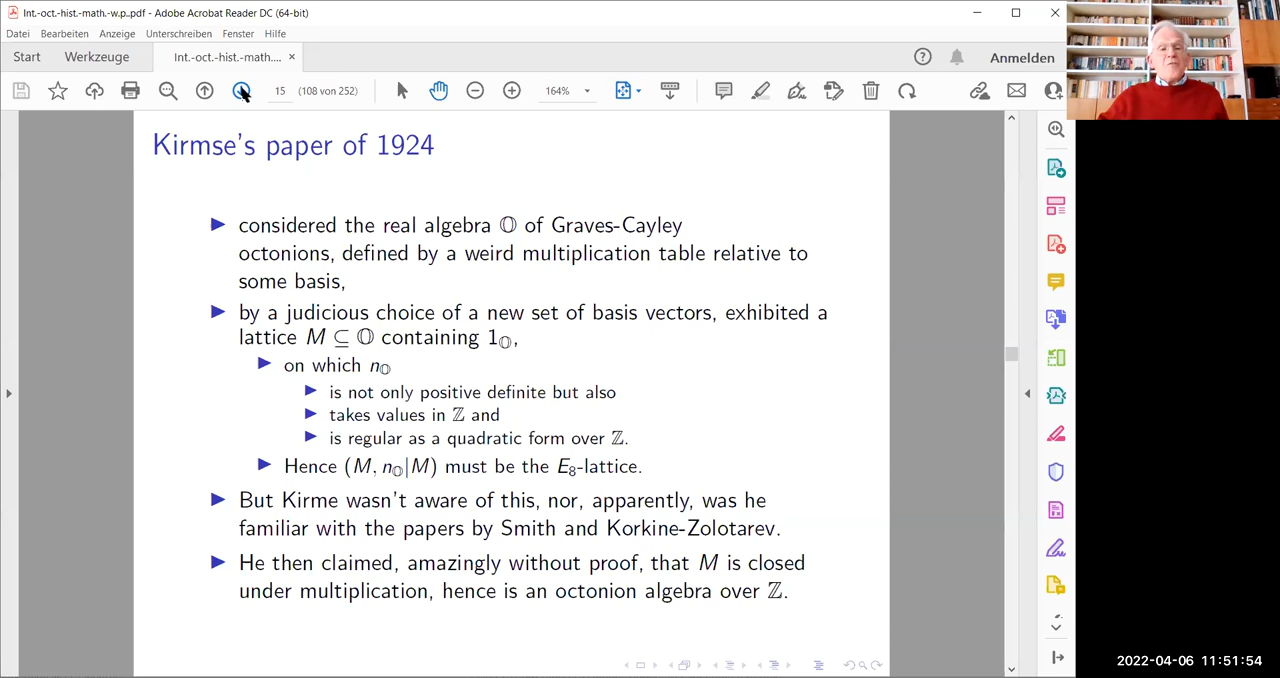 Int.-oct.-hist.-math.-w.p..pdf - Adobe Acrobat Reader DC (64-bit)
Datei Bearbeiten Anzeige Unterschreiben Fenster Hilfe
Start Werkzeuge Int.-oct.-hist.-math.... × Anmelden
15 (108 von 252) 164%
Kirmse's paper of 1924
▶ considered the real algebra 𝕆 of Graves-Cayley
octonions, defined by a weird multiplication table relative to
some basis,
▶ by a judicious choice of a new set of basis vectors, exhibited a
lattice M ⊆ 𝕆 containing 1_𝕆,
▶ on which n_𝕆
▶ is not only positive definite but also
▶ takes values in ℤ and
▶ is regular as a quadratic form over ℤ.
▶ Hence (M, n_𝕆|M) must be the E₈-lattice.
▶ But Kirme wasn't aware of this, nor, apparently, was he
familiar with the papers by Smith and Korkine-Zolotarev.
▶ He then claimed, amazingly without proof, that M is closed
under multiplication, hence is an octonion algebra over ℤ.
2022-04-06 11:51:54